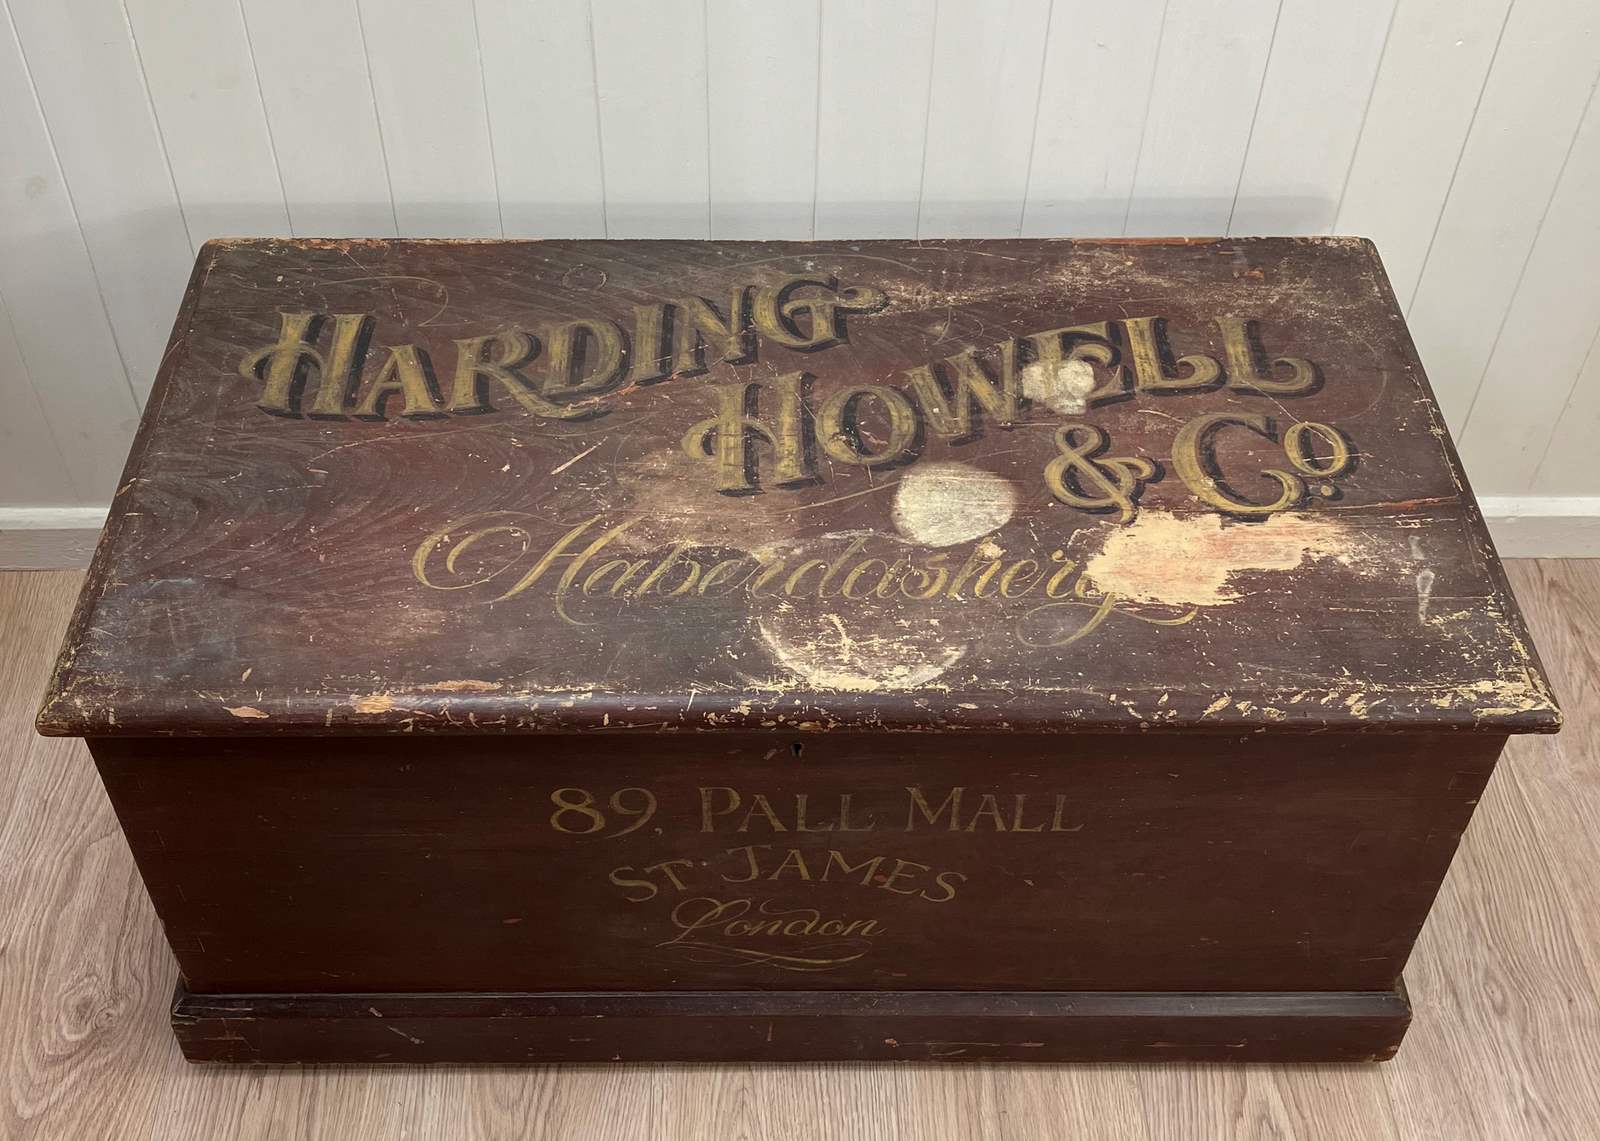 HARDING
HOWELL
& Co.
Haberdashery
89, PALL MALL
ST. JAMES
London